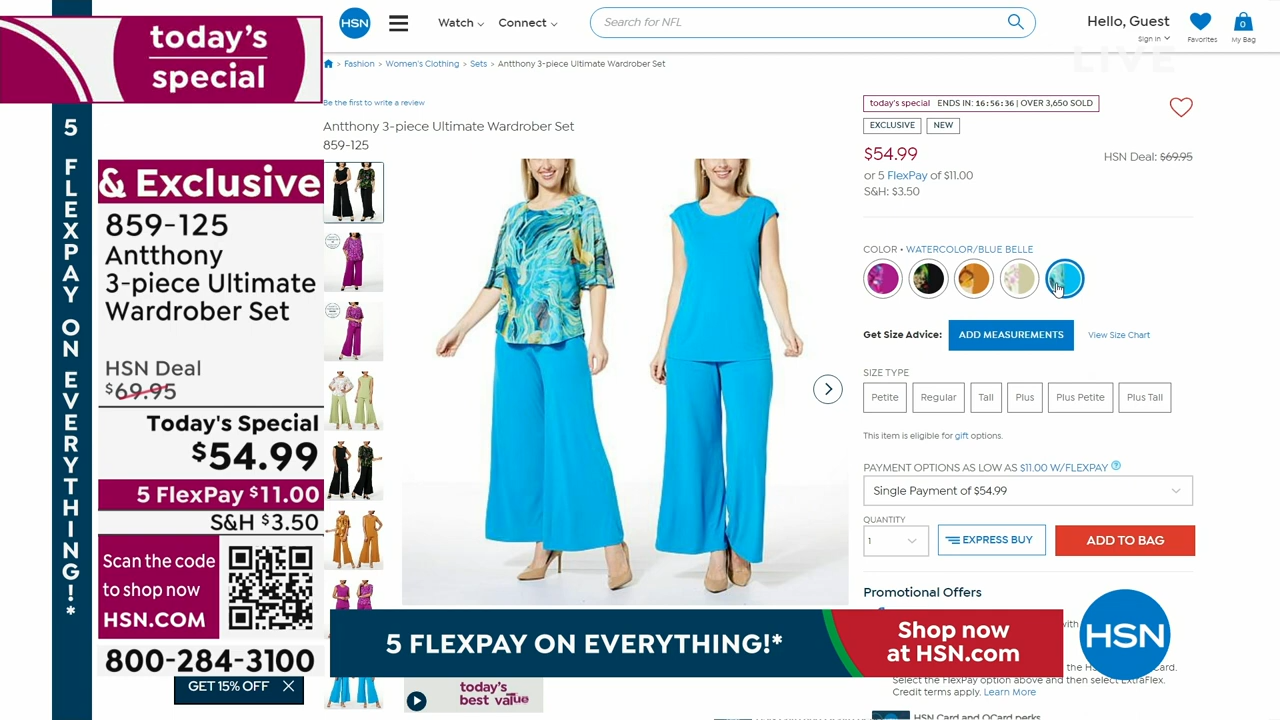 today's
special
5 FLEXPAY ON EVERYTHING!*
& Exclusive
859-125
Antthony
3-piece Ultimate
Wardrober Set
HSN Deal
$69.95
Today's Special
$54.99
5 FlexPay $11.00
S&H $3.50
Scan the code
to shop now
HSN.COM
800-284-3100
GET 15% OFF
HSN
Watch
Connect
Search for NFL
Hello, Guest
Sign in
Favorites
0
My Bag
LIVE
> Fashion > Women's Clothing > Sets > Antthony 3-piece Ultimate Wardrober Set
Be the first to write a review
Antthony 3-piece Ultimate Wardrober Set
859-125
today's special ENDS IN: 16:56:36 | OVER 3,650 SOLD
EXCLUSIVE
NEW
$54.99
HSN Deal: $69.95
or 5 FlexPay of $11.00
S&H: $3.50
COLOR • WATERCOLOR/BLUE BELLE
Get Size Advice:
ADD MEASUREMENTS
View Size Chart
SIZE TYPE
Petite
Regular
Tall
Plus
Plus Petite
Plus Tall
This item is eligible for gift options.
PAYMENT OPTIONS AS LOW AS $11.00 W/FLEXPAY
Single Payment of $54.99
QUANTITY
1
EXPRESS BUY
ADD TO BAG
Promotional Offers
5 FLEXPAY ON EVERYTHING!*
Shop now
at HSN.com
HSN
Select the FlexPay option above and then select ExtraFlex.
Credit terms apply. Learn More
today's
best value
HSN Card and QCard perks